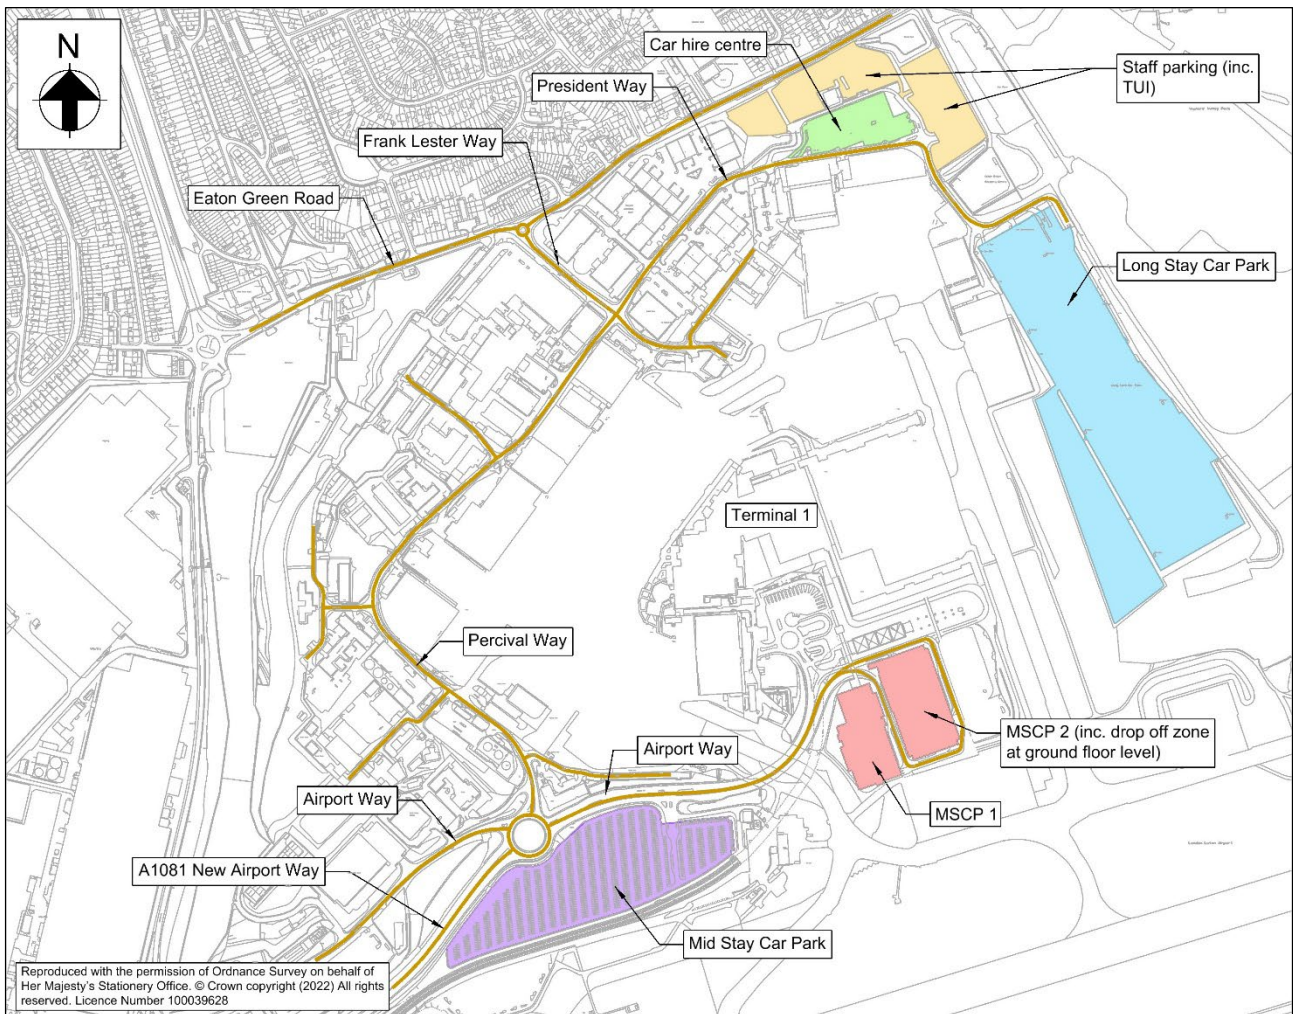 N
Car hire centre
Staff parking (inc.
TUI)
President Way
Frank Lester Way
Eaton Green Road
Long Stay Car Park
Terminal 1
Percival Way
MSCP 2 (inc. drop off zone
at ground floor level)
Airport Way
Airport Way
MSCP 1
A1081 New Airport Way
Mid Stay Car Park
Reproduced with the permission of Ordnance Survey on behalf of
Her Majesty's Stationery Office. © Crown copyright (2022) All rights
reserved. Licence Number 100039628